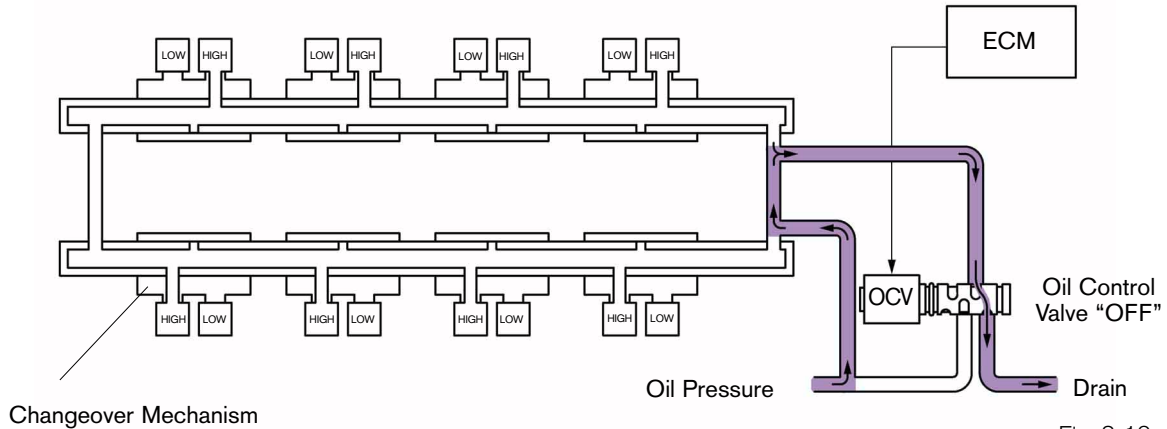 ECM
LOW HIGH LOW HIGH LOW HIGH LOW HIGH
OCV
Oil Control
Valve “OFF”
HIGH LOW HIGH LOW HIGH LOW HIGH LOW
Oil Pressure
Drain
Changeover Mechanism